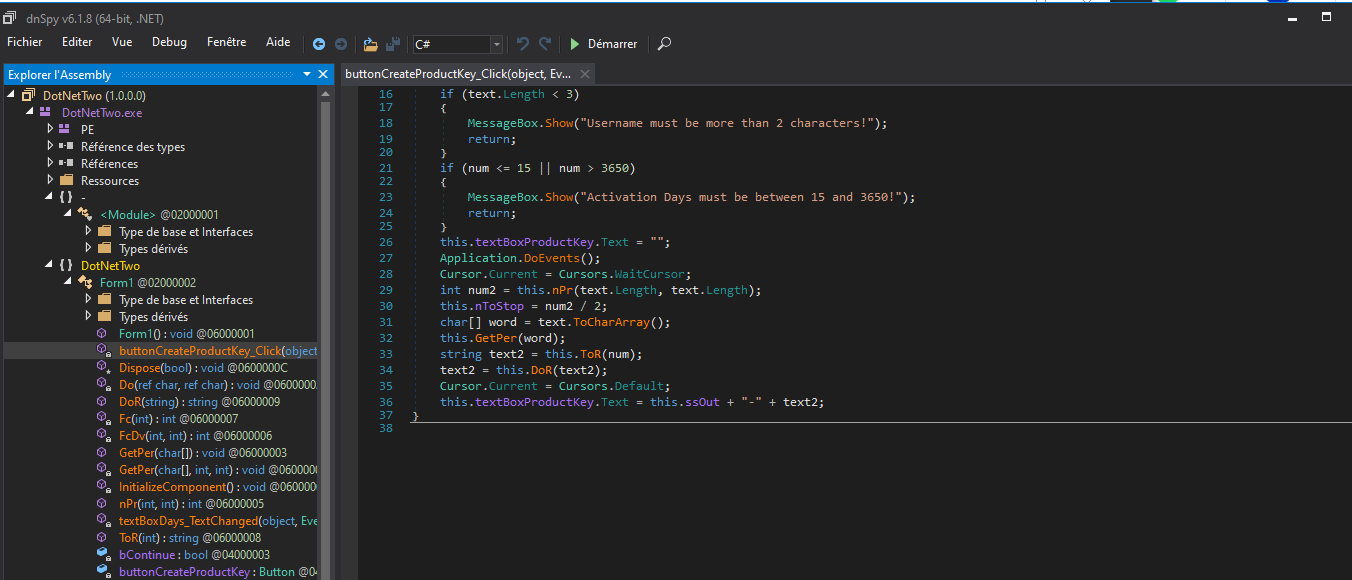 dnSpy v6.1.8 (64-bit, .NET)
Fichier Editer Vue Debug Fenêtre Aide C# Démarrer
Explorer l'Assembly
DotNetTwo (1.0.0.0)
DotNetTwo.exe
PE
Référence des types
Références
Ressources
{ } -
<Module> @02000001
Type de base et Interfaces
Types dérivés
{ } DotNetTwo
Form1 @02000002
Type de base et Interfaces
Types dérivés
Form1() : void @06000001
buttonCreateProductKey_Click(object
Dispose(bool) : void @0600000C
Do(ref char, ref char) : void @0600000
DoR(string) : string @06000009
Fc(int) : int @06000007
FcDv(int, int) : int @06000006
GetPer(char[]) : void @06000003
GetPer(char[], int, int) : void @060000
InitializeComponent() : void @060000
nPr(int, int) : int @06000005
textBoxDays_TextChanged(object, Eve
ToR(int) : string @06000008
bContinue : bool @04000003
buttonCreateProductKey : Button @04
buttonCreateProductKey_Click(object, Ev...
16 if (text.Length < 3)
17 {
18 MessageBox.Show("Username must be more than 2 characters!");
19 return;
20 }
21 if (num <= 15 || num > 3650)
22 {
23 MessageBox.Show("Activation Days must be between 15 and 3650!");
24 return;
25 }
26 this.textBoxProductKey.Text = "";
27 Application.DoEvents();
28 Cursor.Current = Cursors.WaitCursor;
29 int num2 = this.nPr(text.Length, text.Length);
30 this.nToStop = num2 / 2;
31 char[] word = text.ToCharArray();
32 this.GetPer(word);
33 string text2 = this.ToR(num);
34 text2 = this.DoR(text2);
35 Cursor.Current = Cursors.Default;
36 this.textBoxProductKey.Text = this.ssOut + "-" + text2;
37 }
38